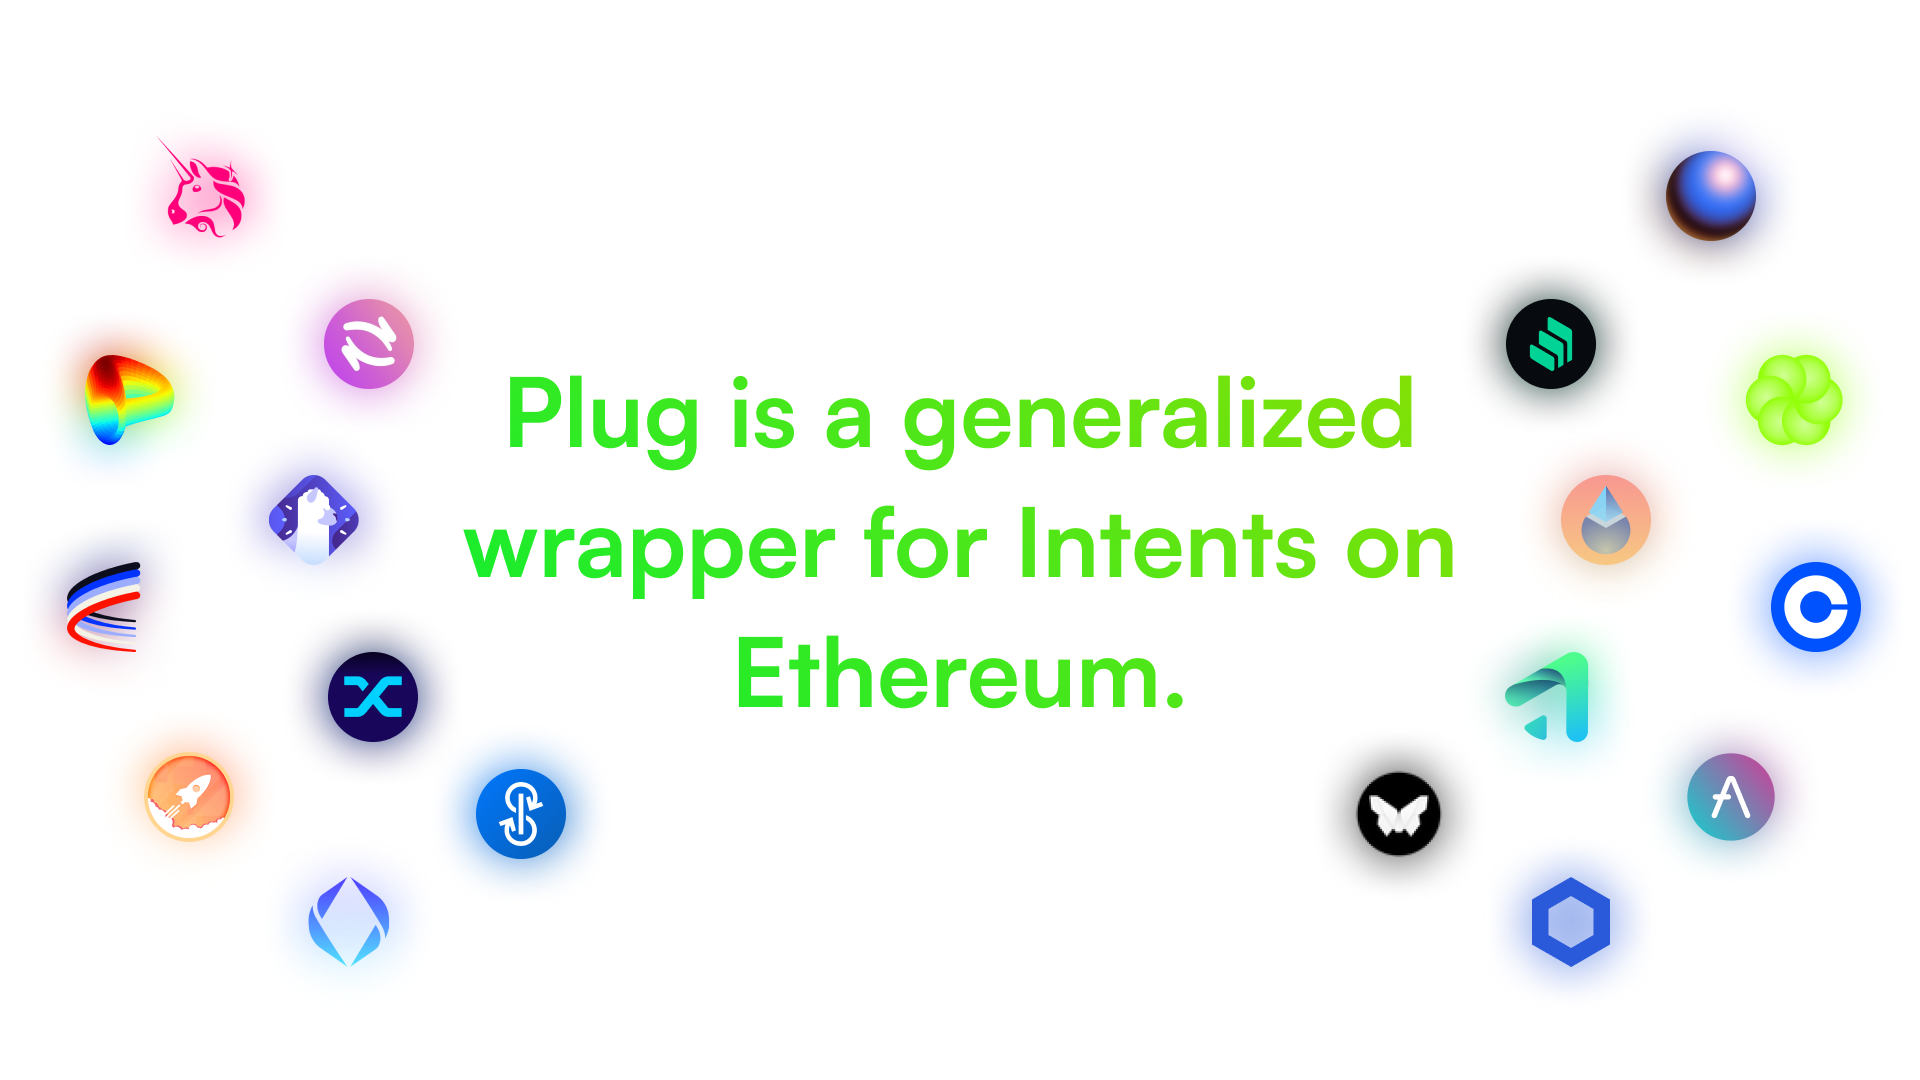 Plug is a generalized
wrapper for Intents on
Ethereum.